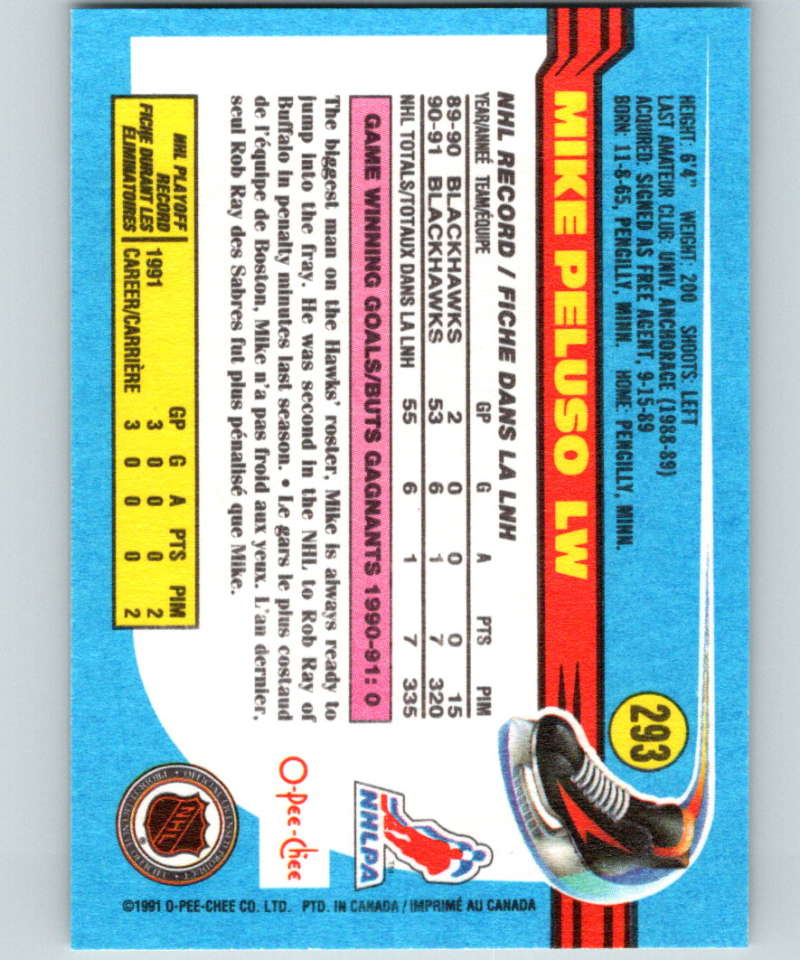 293
HEIGHT: 6'4" WEIGHT: 200 SHOOTS: LEFT
LAST AMATEUR CLUB: UNIV. ANCHORAGE (1988-89)
ACQUIRED: SIGNED AS FREE AGENT, 9-15-89
BORN: 11-8-65, PENGILLY, MINN. HOME: PENGILLY, MINN.
MIKE PELUSO LW
NHL RECORD / FICHE DANS LA LNH
YEAR/ANNÉE TEAM/ÉQUIPE GP G A PTS PIM
89-90 BLACKHAWKS 2 0 0 0 15
90-91 BLACKHAWKS 53 6 1 7 320
NHL TOTALS/TOTAUX DANS LA LNH 55 6 1 7 335
GAME WINNING GOALS/BUTS GAGNANTS 1990-91: 0
The biggest man on the Hawks' roster, Mike is always ready to
jump into the fray. He was second in the NHL to Rob Ray of
Buffalo in penalty minutes last season. • Le gars le plus costaud
de l'équipe de Boston, Mike n'a pas froid aux yeux. L'an dernier,
seul Rob Ray des Sabres fut plus pénalisé que Mike.
NHL PLAYOFF
RECORD
FICHE DURANT LES
ÉLIMINATOIRES
GP G A PTS PIM
1991 3 0 0 0 2
CAREER/CARRIÈRE 3 0 0 0 2
NHLPA
TM
O-Pee-Chee
NHL
©1991 O-PEE-CHEE CO. LTD. PTD. IN CANADA / IMPRIMÉ AU CANADA